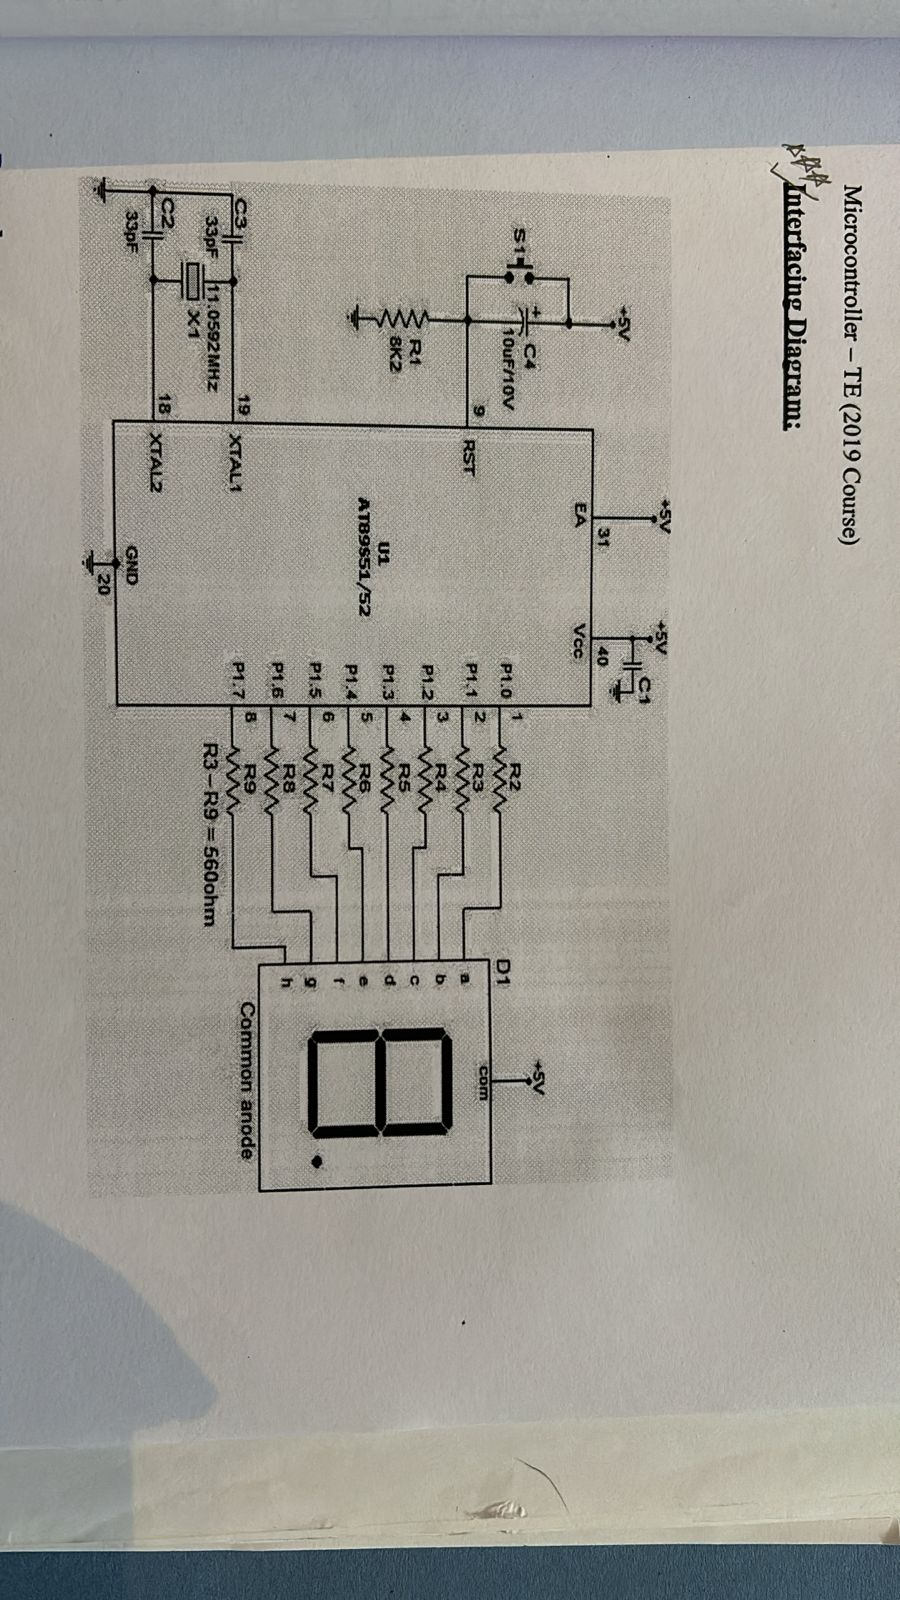 Microcontroller – TE (2019 Course)
Interfacing Diagram:
+5V
+5V
C1
+5V
31
40
EA
Vcc
S1
+
C4
10uF/10V
9
RST
R1
8K2
U1
AT89S51/52
P1.0
1
R2
P1.1
2
R3
P1.2
3
R4
P1.3
4
R5
P1.4
5
R6
P1.5
6
R7
P1.6
7
R8
P1.7
8
R9
R3-R9 = 560ohm
+5V
D1
com
a
b
c
d
e
f
g
h
Common anode
C3
33pF
19
XTAL1
11.0592MHz
X1
C2
33pF
18
XTAL2
GND
20